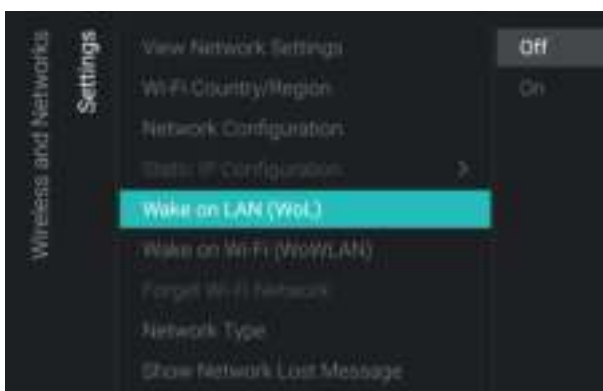 Wireless and Networks
Settings
View Network Settings
Wi-Fi Country/Region
Network Configuration
Static IP Configuration
Wake on LAN (WoL)
Wake on Wi-Fi (WoWLAN)
Forget Wi-Fi Network
Network Type
Show Network Lost Message
Off
On